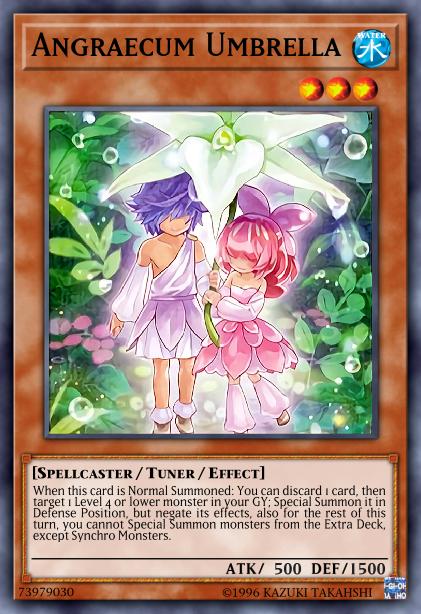 ANGRAECUM UMBRELLA
WATER
水
[SPELLCASTER / TUNER / EFFECT]
When this card is Normal Summoned: You can discard 1 card, then
target 1 Level 4 or lower monster in your GY; Special Summon it in
Defense Position, but negate its effects, also for the rest of this
turn, you cannot Special Summon monsters from the Extra Deck,
except Synchro Monsters.
ATK/ 500 DEF/1500
73979030
©1996 KAZUKI TAKAHSHI